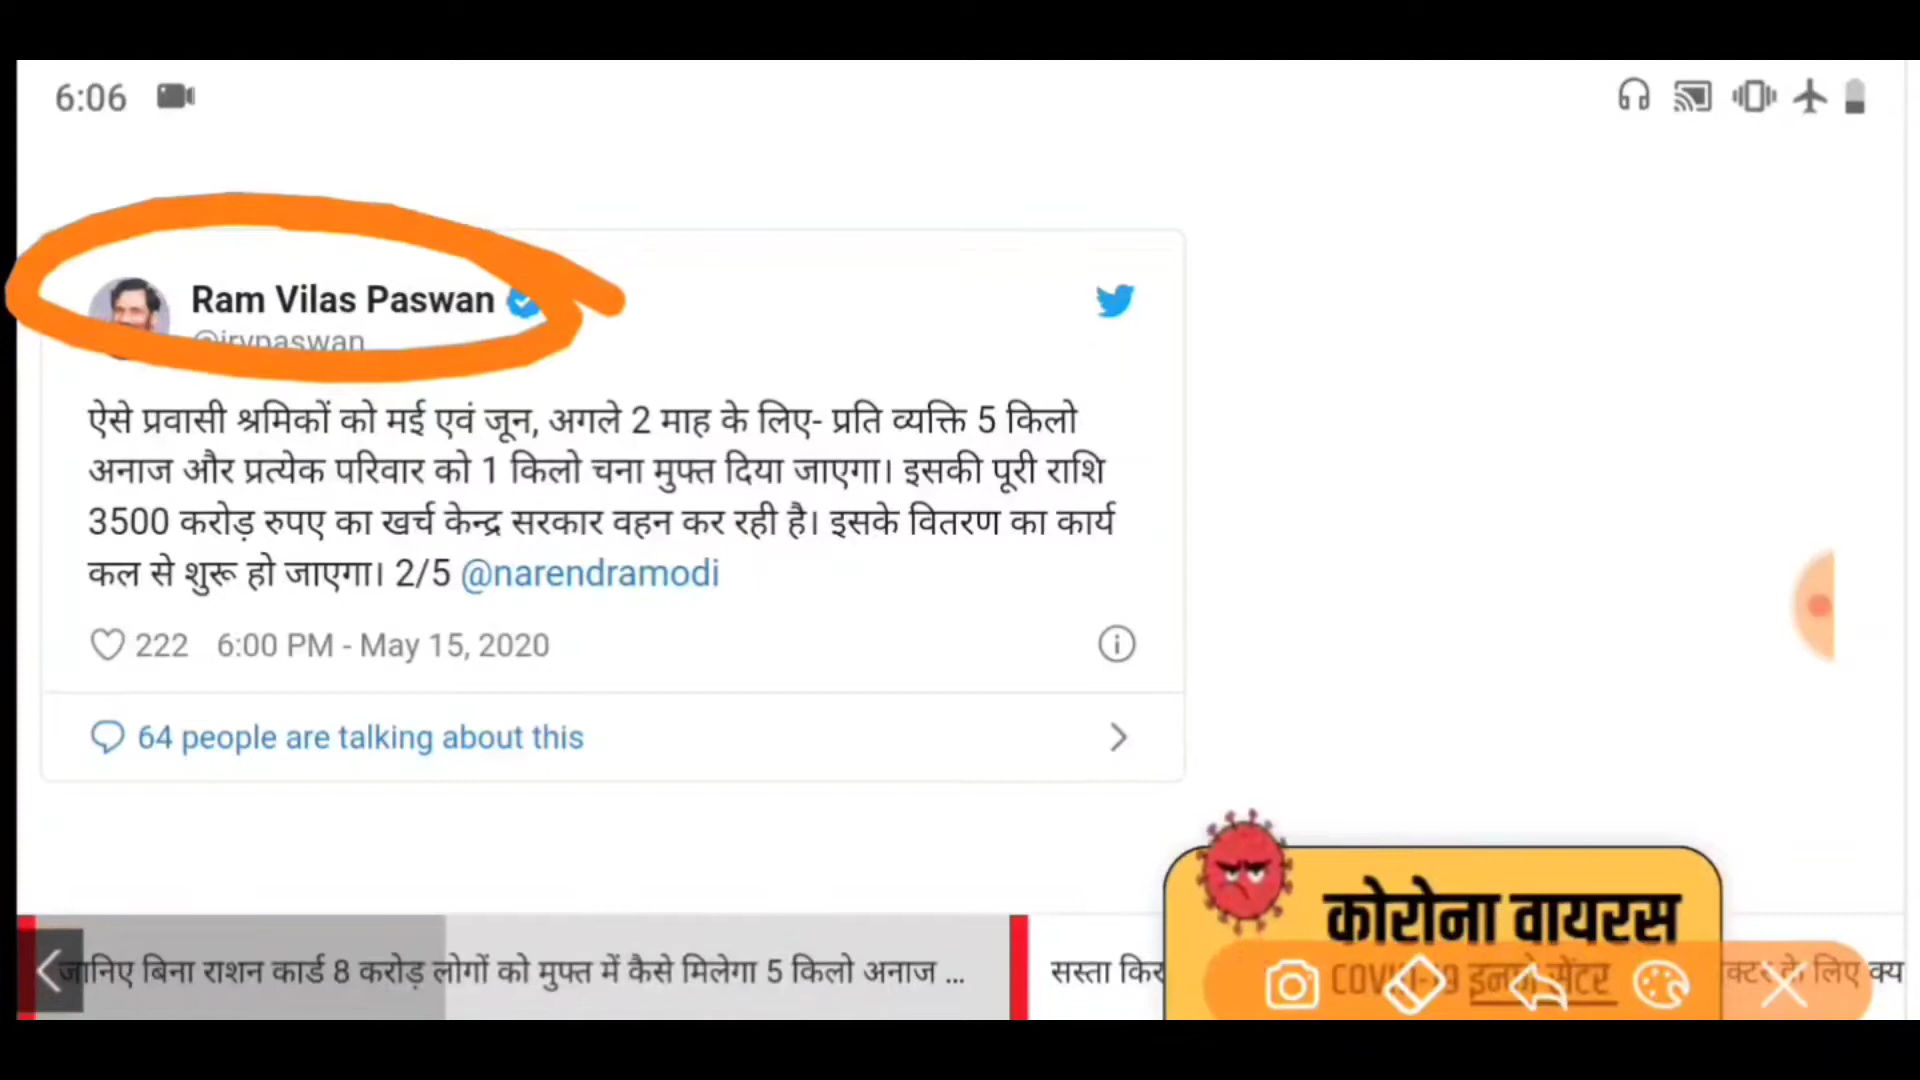 6:06
Ram Vilas Paswan
@irvpaswan
ऐसे प्रवासी श्रमिकों को मई एवं जून, अगले 2 माह के लिए- प्रति व्यक्ति 5 किलो
अनाज और प्रत्येक परिवार को 1 किलो चना मुफ्त दिया जाएगा। इसकी पूरी राशि
3500 करोड़ रुपए का खर्च केन्द्र सरकार वहन कर रही है। इसके वितरण का कार्य
कल से शुरू हो जाएगा। 2/5 @narendramodi
222 6:00 PM - May 15, 2020
64 people are talking about this
कोरोना वायरस
जानिए बिना राशन कार्ड 8 करोड़ लोगों को मुफ्त में कैसे मिलेगा 5 किलो अनाज ...
सस्ता सेंटर के लिए क्य